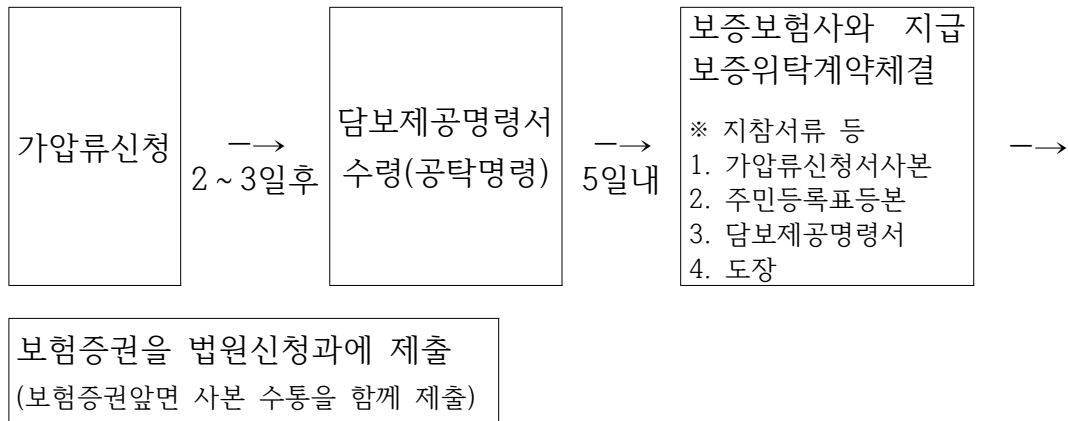 가압류신청
─→
2 ~ 3일후
담보제공명령서
수령(공탁명령)
─→
5일내
보증보험사와 지급
보증위탁계약체결
※ 지참서류 등
1. 가압류신청서사본
2. 주민등록표등본
3. 담보제공명령서
4. 도장
─→
보험증권을 법원신청과에 제출
(보험증권앞면 사본 수통을 함께 제출)